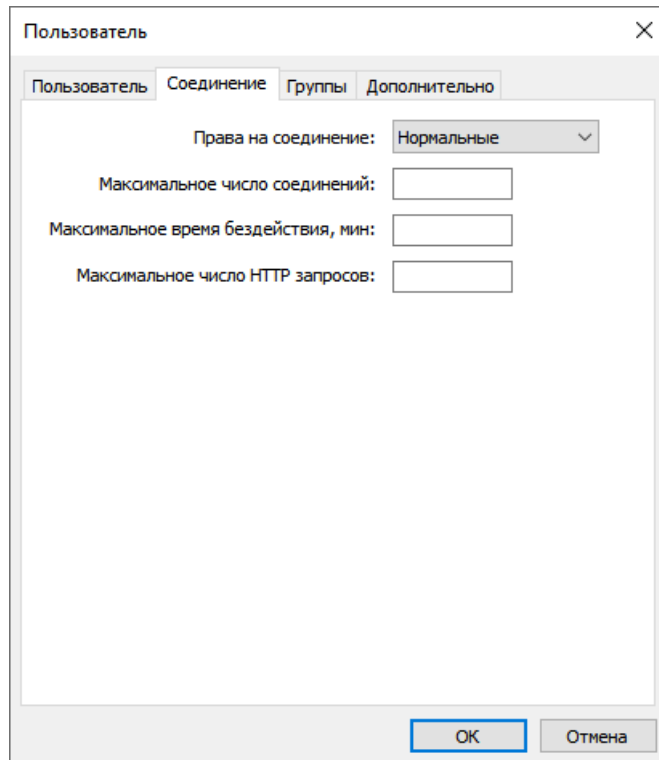 Пользователь
Пользователь Соединение Группы Дополнительно
Права на соединение: Нормальные
Максимальное число соединений:
Максимальное время бездействия, мин:
Максимальное число HTTP запросов:
ОК Отмена